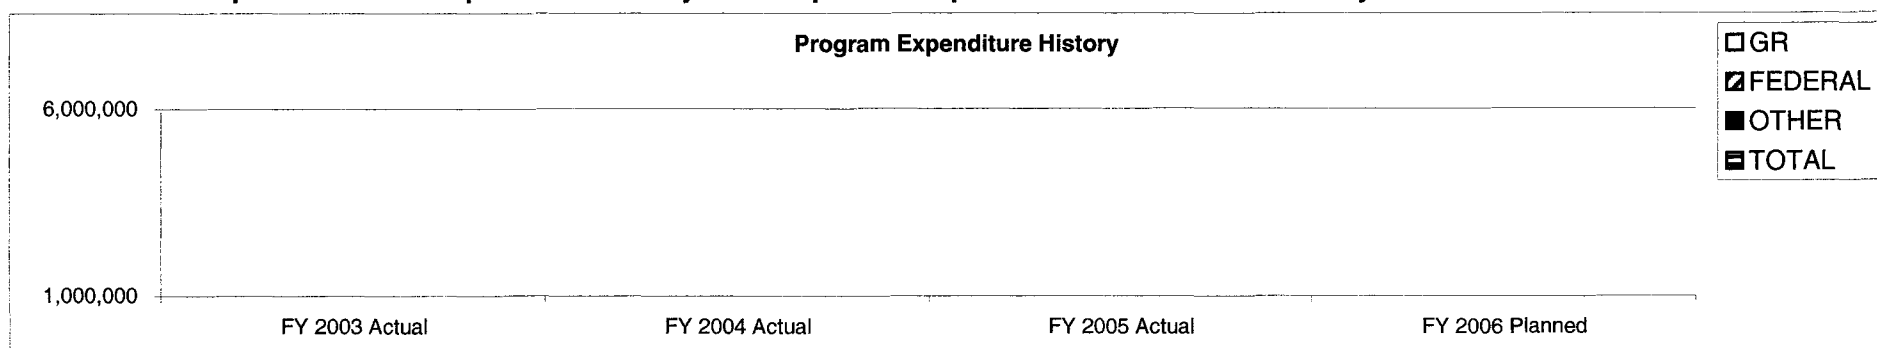 Program Expenditure History
GR
FEDERAL
OTHER
TOTAL
6,000,000
1,000,000
FY 2003 Actual
FY 2004 Actual
FY 2005 Actual
FY 2006 Planned